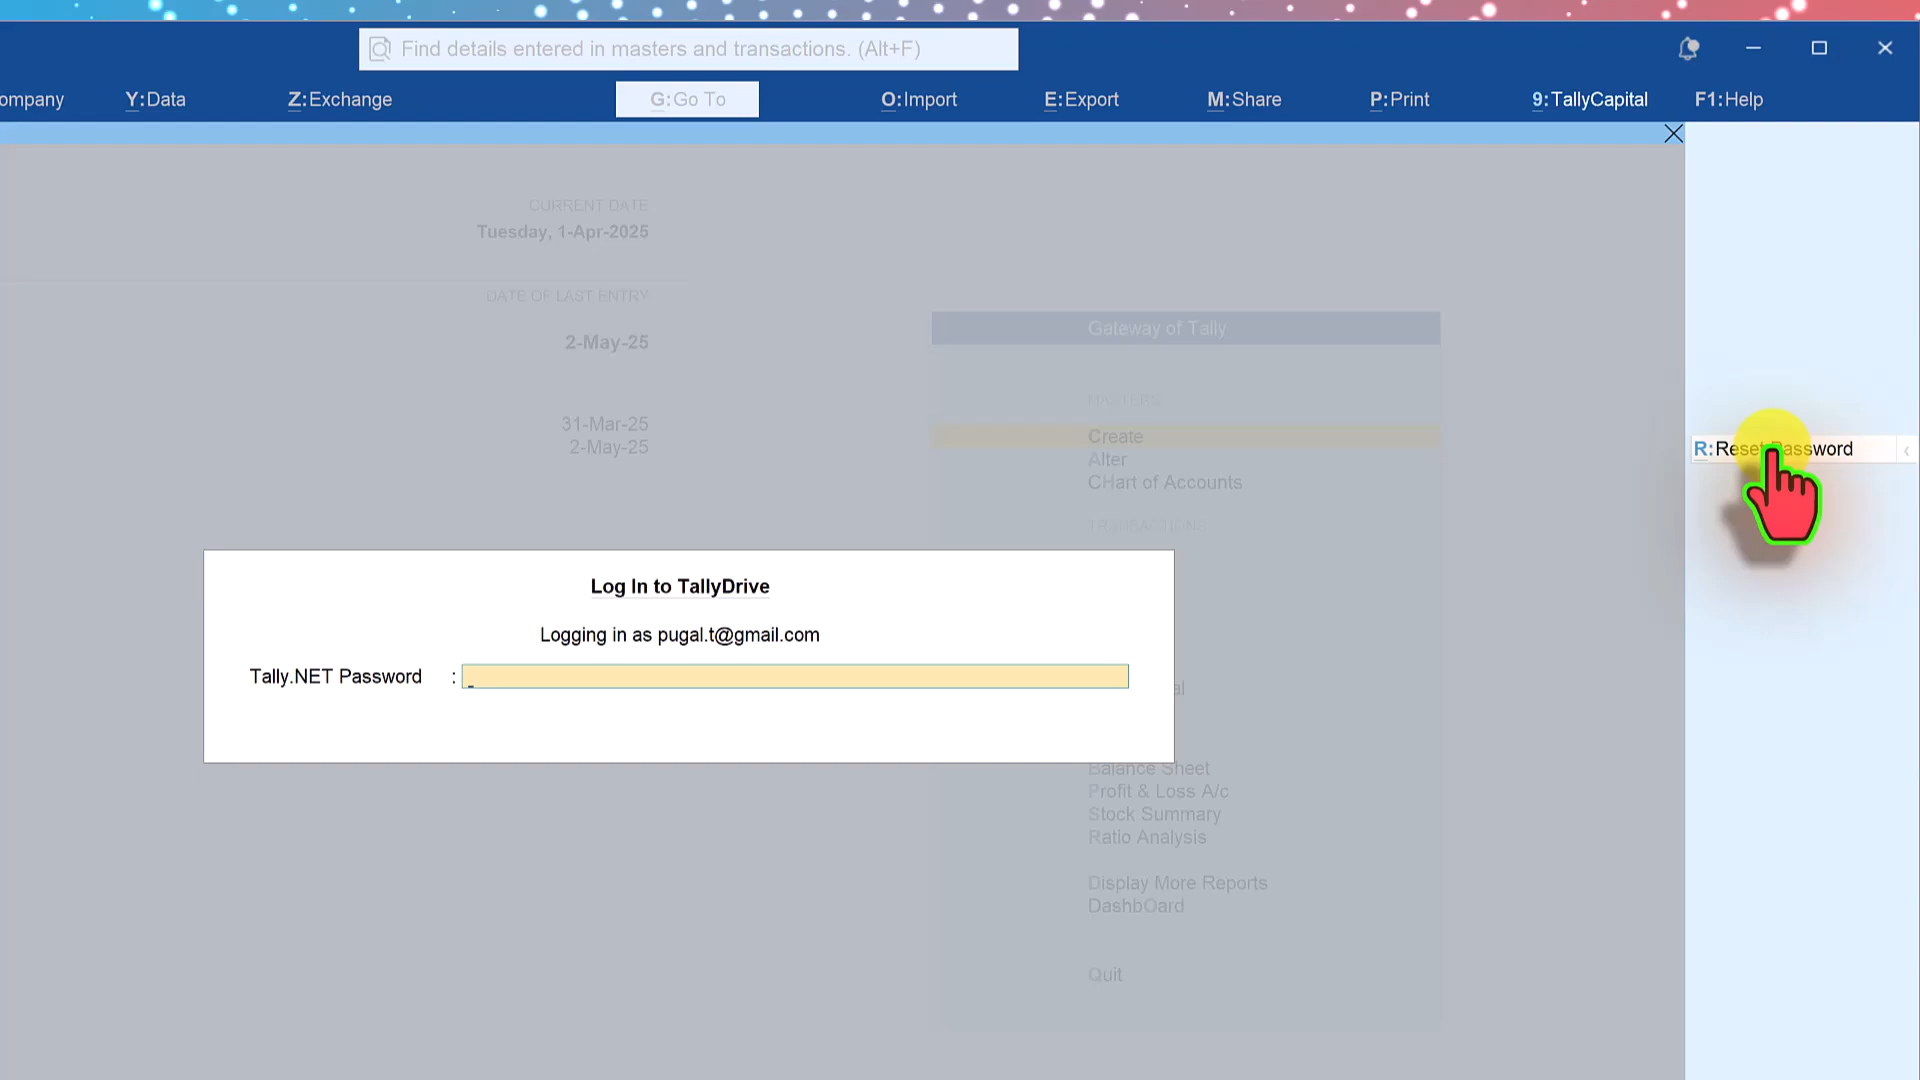 Find details entered in masters and transactions. (Alt+F)
ompany
Y:Data
Z:Exchange
G:Go To
O:Import
E:Export
M:Share
P:Print
9:TallyCapital
F1:Help
CURRENT DATE
Tuesday, 1-Apr-2025
DATE OF LAST ENTRY
2-May-25
31-Mar-25
2-May-25
Gateway of Tally
MASTERS
Create
Alter
CHart of Accounts
TRANSACTIONS
R:Reset Password
Log In to TallyDrive
Logging in as pugal.t@gmail.com
Tally.NET Password :
al
Balance Sheet
Profit & Loss A/c
Stock Summary
Ratio Analysis
Display More Reports
DashbOard
Quit